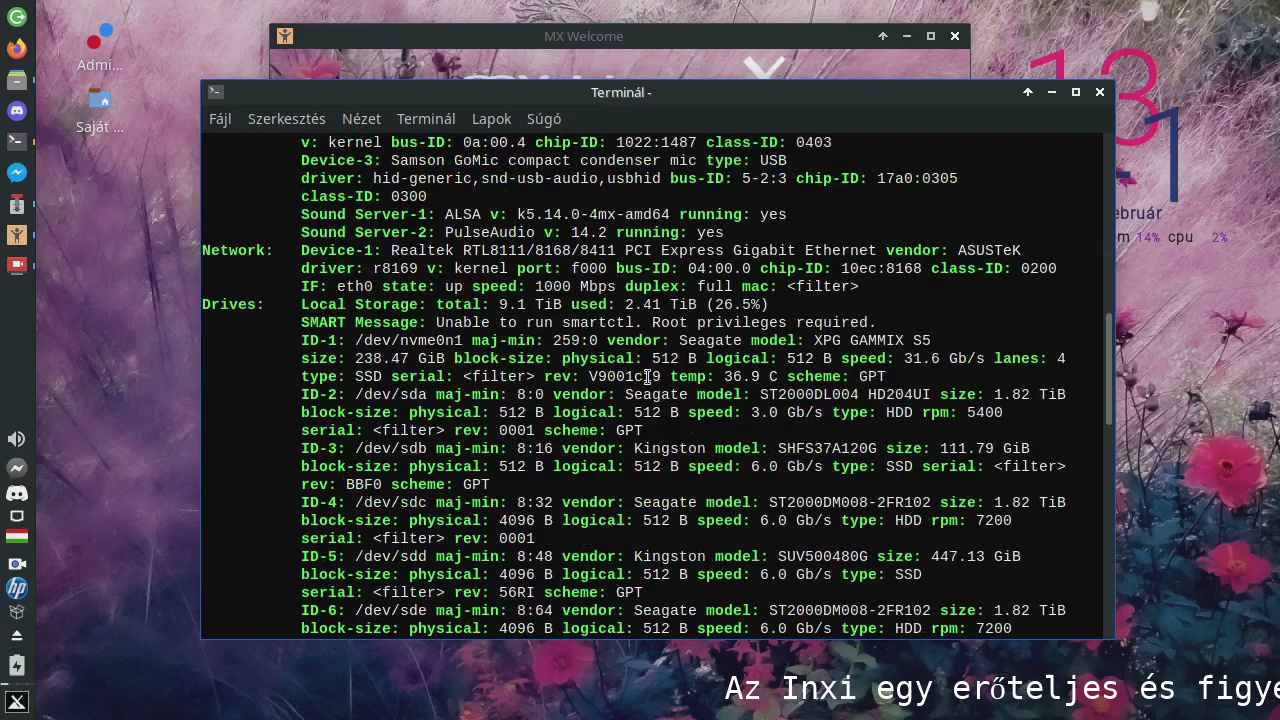 MX Welcome
Admi...
Saját ...
Terminál -
Fájl Szerkesztés Nézet Terminál Lapok Súgó
v: kernel bus-ID: 0a:00.4 chip-ID: 1022:1487 class-ID: 0403
Device-3: Samson GoMic compact condenser mic type: USB
driver: hid-generic,snd-usb-audio,usbhid bus-ID: 5-2:3 chip-ID: 17a0:0305
class-ID: 0300
Sound Server-1: ALSA v: k5.14.0-4mx-amd64 running: yes
Sound Server-2: PulseAudio v: 14.2 running: yes
Network: Device-1: Realtek RTL8111/8168/8411 PCI Express Gigabit Ethernet vendor: ASUSTeK
driver: r8169 v: kernel port: f000 bus-ID: 04:00.0 chip-ID: 10ec:8168 class-ID: 0200
IF: eth0 state: up speed: 1000 Mbps duplex: full mac: <filter>
Drives: Local Storage: total: 9.1 TiB used: 2.41 TiB (26.5%)
SMART Message: Unable to run smartctl. Root privileges required.
ID-1: /dev/nvme0n1 maj-min: 259:0 vendor: Seagate model: XPG GAMMIX S5
size: 238.47 GiB block-size: physical: 512 B logical: 512 B speed: 31.6 Gb/s lanes: 4
type: SSD serial: <filter> rev: temp: 36.9 C scheme: GPT
ID-2: /dev/sda maj-min: 8:0 vendor: Seagate model: ST2000DL004 HD204UI size: 1.82 TiB
block-size: physical: 512 B logical: 512 B speed: 3.0 Gb/s type: HDD rpm: 5400
serial: <filter> rev: 0001 scheme: GPT
ID-3: /dev/sdb maj-min: 8:16 vendor: Kingston model: SHFS37A120G size: 111.79 GiB
block-size: physical: 512 B logical: 512 B speed: 6.0 Gb/s type: SSD serial: <filter>
rev: BBF0 scheme: GPT
ID-4: /dev/sdc maj-min: 8:32 vendor: Seagate model: ST2000DM008-2FR102 size: 1.82 TiB
block-size: physical: 4096 B logical: 512 B speed: 6.0 Gb/s type: HDD rpm: 7200
serial: <filter> rev: 0001
ID-5: /dev/sdd maj-min: 8:48 vendor: Kingston model: SUV500480G size: 447.13 GiB
block-size: physical: 4096 B logical: 512 B speed: 6.0 Gb/s type: SSD
serial: <filter> rev: 56RI scheme: GPT
ID-6: /dev/sde maj-min: 8:64 vendor: Seagate model: ST2000DM008-2FR102 size: 1.82 TiB
block-size: physical: 4096 B logical: 512 B speed: 6.0 Gb/s type: HDD rpm: 7200
13
ebruár
m 14% cpu 2%
hp
Az Inxi egy erőteljes és figye